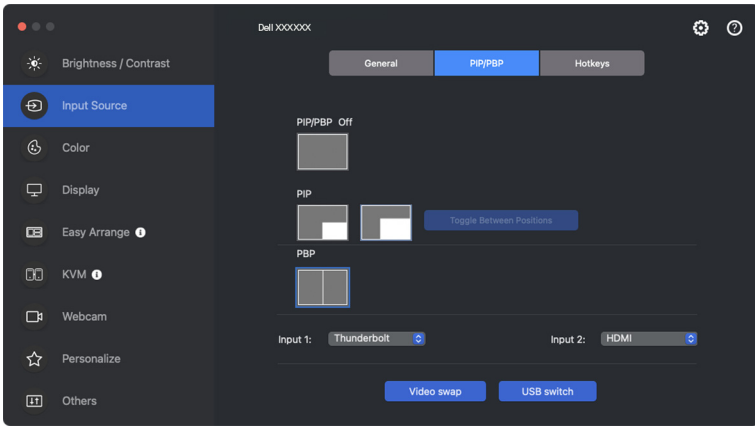 Dell XXXXXX
Brightness / Contrast
Input Source
Color
Display
Easy Arrange
KVM
Webcam
Personalize
Others
General PIP/PBP Hotkeys
PIP/PBP Off
PIP
Toggle Between Positions
PBP
Input 1: Thunderbolt Input 2: HDMI
Video swap USB switch